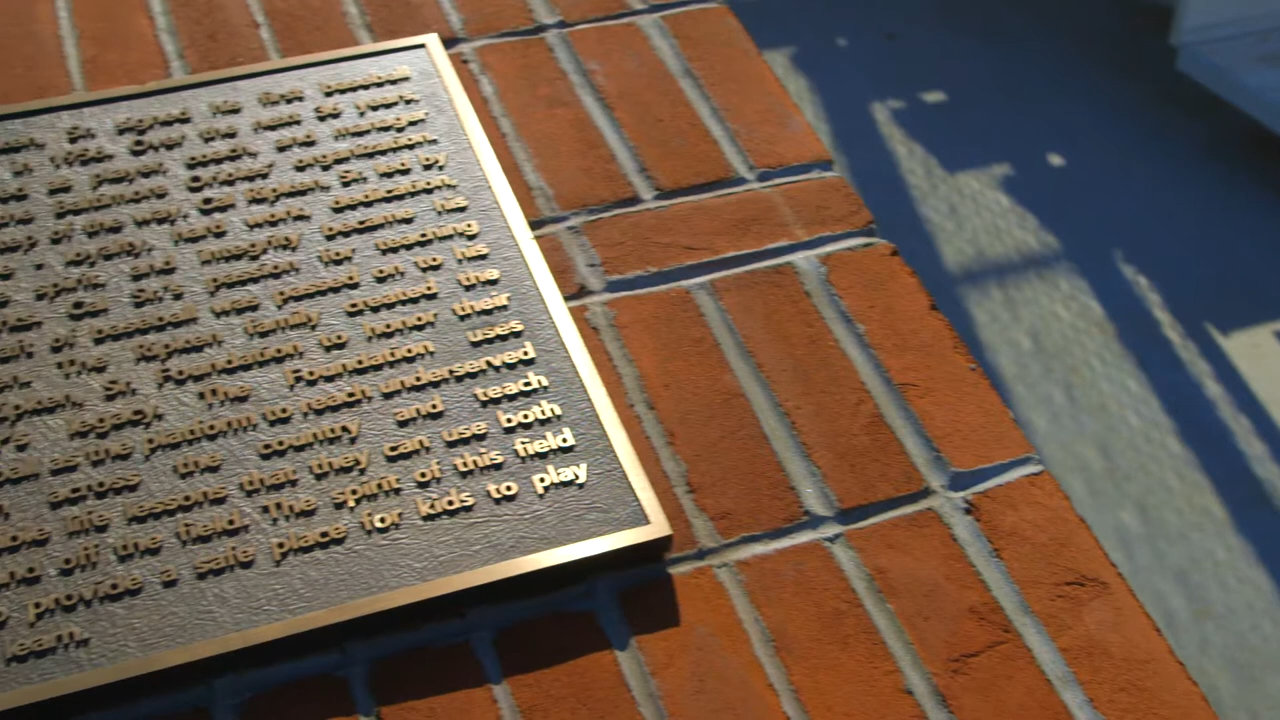 Sr. signed his first baseball
in 1954. Over the next 36 years,
as player, coach, and manager
Baltimore Orioles organization.
of the way, Cal Ripken, Sr. led by
loyalty, hard work, dedication,
spirit, and integrity became his
Cal Sr.'s passion for teaching
of baseball was passed on to his
The Ripken family created the
Sr. Foundation to honor their
legacy. The Foundation uses
as the platform to reach underserved
across the country and teach
life lessons that they can use both
off the field. The spirit of this field
provide a safe place for kids to play
learn.